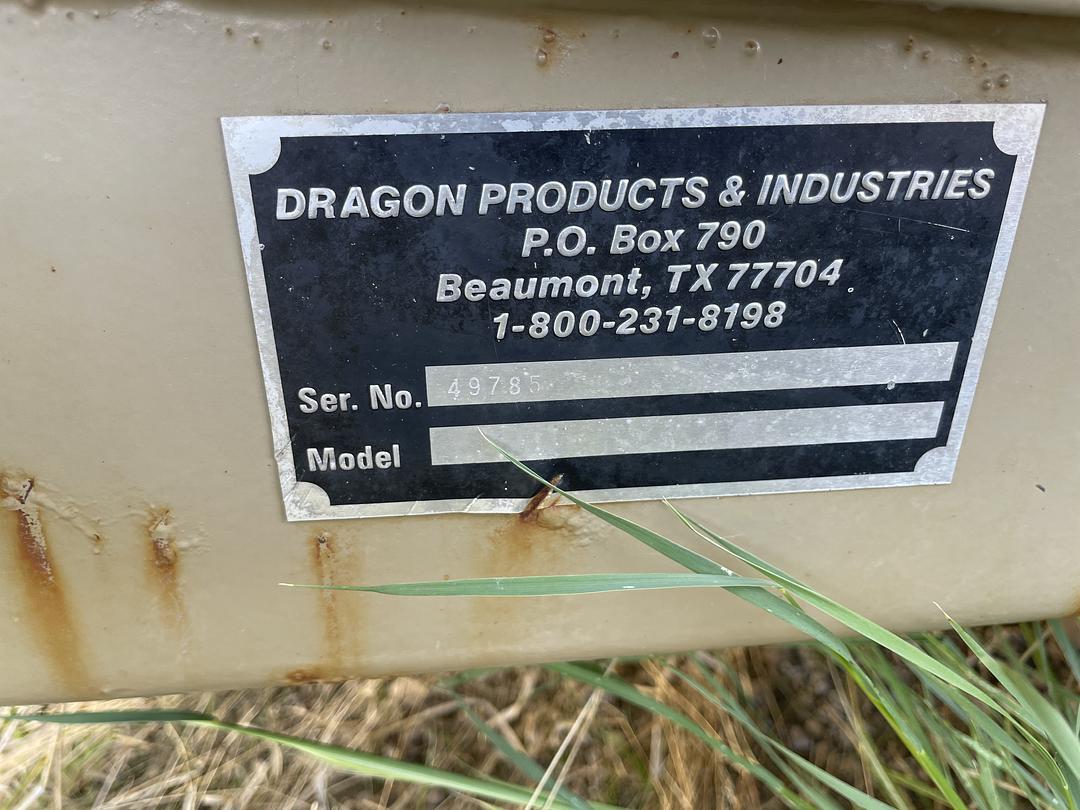 DRAGON PRODUCTS & INDUSTRIES
P.O. Box 790
Beaumont, TX 77704
1-800-231-8198
Ser. No. 49785
Model